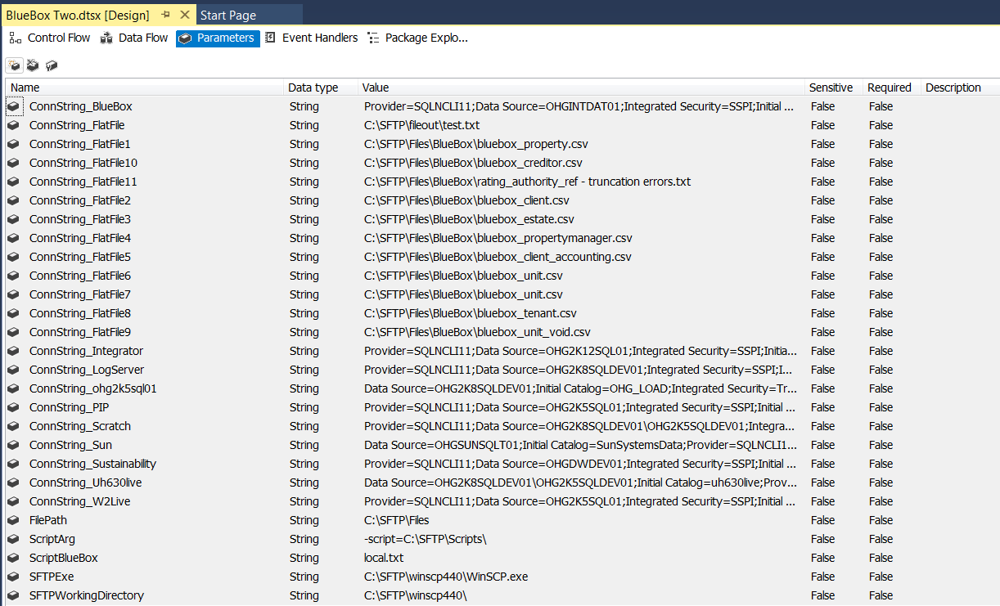 BlueBox Two.dtsx [Design] Start Page
Control Flow Data Flow Parameters Event Handlers Package Explo...
Name Data type Value Sensitive Required Description
ConnString_BlueBox String Provider=SQLNCLI11;Data Source=OHGINTDAT01;Integrated Security=SSPI;Initial ... False False
ConnString_FlatFile String C:\SFTP\fileout\test.txt False False
ConnString_FlatFile1 String C:\SFTP\Files\BlueBox\bluebox_property.csv False False
ConnString_FlatFile10 String C:\SFTP\Files\BlueBox\bluebox_creditor.csv False False
ConnString_FlatFile11 String C:\SFTP\Files\BlueBox\rating_authority_ref - truncation errors.txt False False
ConnString_FlatFile2 String C:\SFTP\Files\BlueBox\bluebox_client.csv False False
ConnString_FlatFile3 String C:\SFTP\Files\BlueBox\bluebox_estate.csv False False
ConnString_FlatFile4 String C:\SFTP\Files\BlueBox\bluebox_propertymanager.csv False False
ConnString_FlatFile5 String C:\SFTP\Files\BlueBox\bluebox_client_accounting.csv False False
ConnString_FlatFile6 String C:\SFTP\Files\BlueBox\bluebox_unit.csv False False
ConnString_FlatFile7 String C:\SFTP\Files\BlueBox\bluebox_unit.csv False False
ConnString_FlatFile8 String C:\SFTP\Files\BlueBox\bluebox_tenant.csv False False
ConnString_FlatFile9 String C:\SFTP\Files\BlueBox\bluebox_unit_void.csv False False
ConnString_Integrator String Provider=SQLNCLI11;Data Source=OHG2K12SQL01;Integrated Security=SSPI;Initia... False False
ConnString_LogServer String Provider=SQLNCLI11;Data Source=OHG2K8SQLDEV01;Integrated Security=SSPI;I... False False
ConnString_ohg2k5sql01 String Data Source=OHG2K8SQLDEV01;Initial Catalog=OHG_LOAD;Integrated Security=Tr... False False
ConnString_PIP String Provider=SQLNCLI11;Data Source=OHG2K5SQL01;Integrated Security=SSPI;Initial ... False False
ConnString_Scratch String Provider=SQLNCLI11;Data Source=OHG2K8SQLDEV01\OHG2K5SQLDEV01;Integra... False False
ConnString_Sun String Data Source=OHGSUNSQLT01;Initial Catalog=SunSystemsData;Provider=SQLNCLI1... False False
ConnString_Sustainability String Provider=SQLNCLI11;Data Source=OHGDWDEV01;Integrated Security=SSPI;Initial ... False False
ConnString_Uh630live String Data Source=OHG2K8SQLDEV01\OHG2K5SQLDEV01;Initial Catalog=uh630live;Prov... False False
ConnString_W2Live String Provider=SQLNCLI11;Data Source=OHG2K5SQL01;Integrated Security=SSPI;Initial ... False False
FilePath String C:\SFTP\Files False False
ScriptArg String -script=C:\SFTP\Scripts\ False False
ScriptBlueBox String local.txt False False
SFTPExe String C:\SFTP\winscp440\WinSCP.exe False False
SFTPWorkingDirectory String C:\SFTP\winscp440\ False False